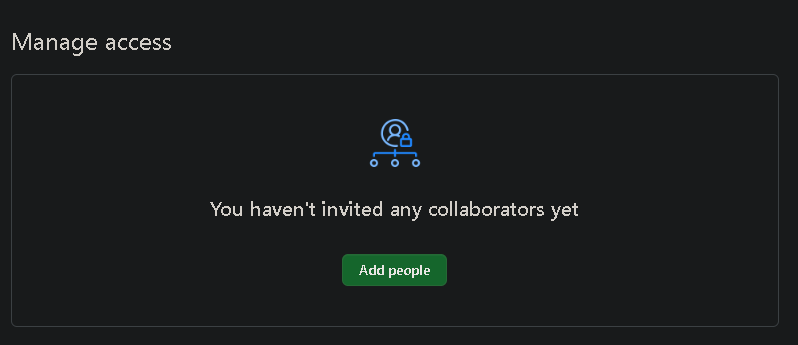 Manage access
You haven't invited any collaborators yet
Add people